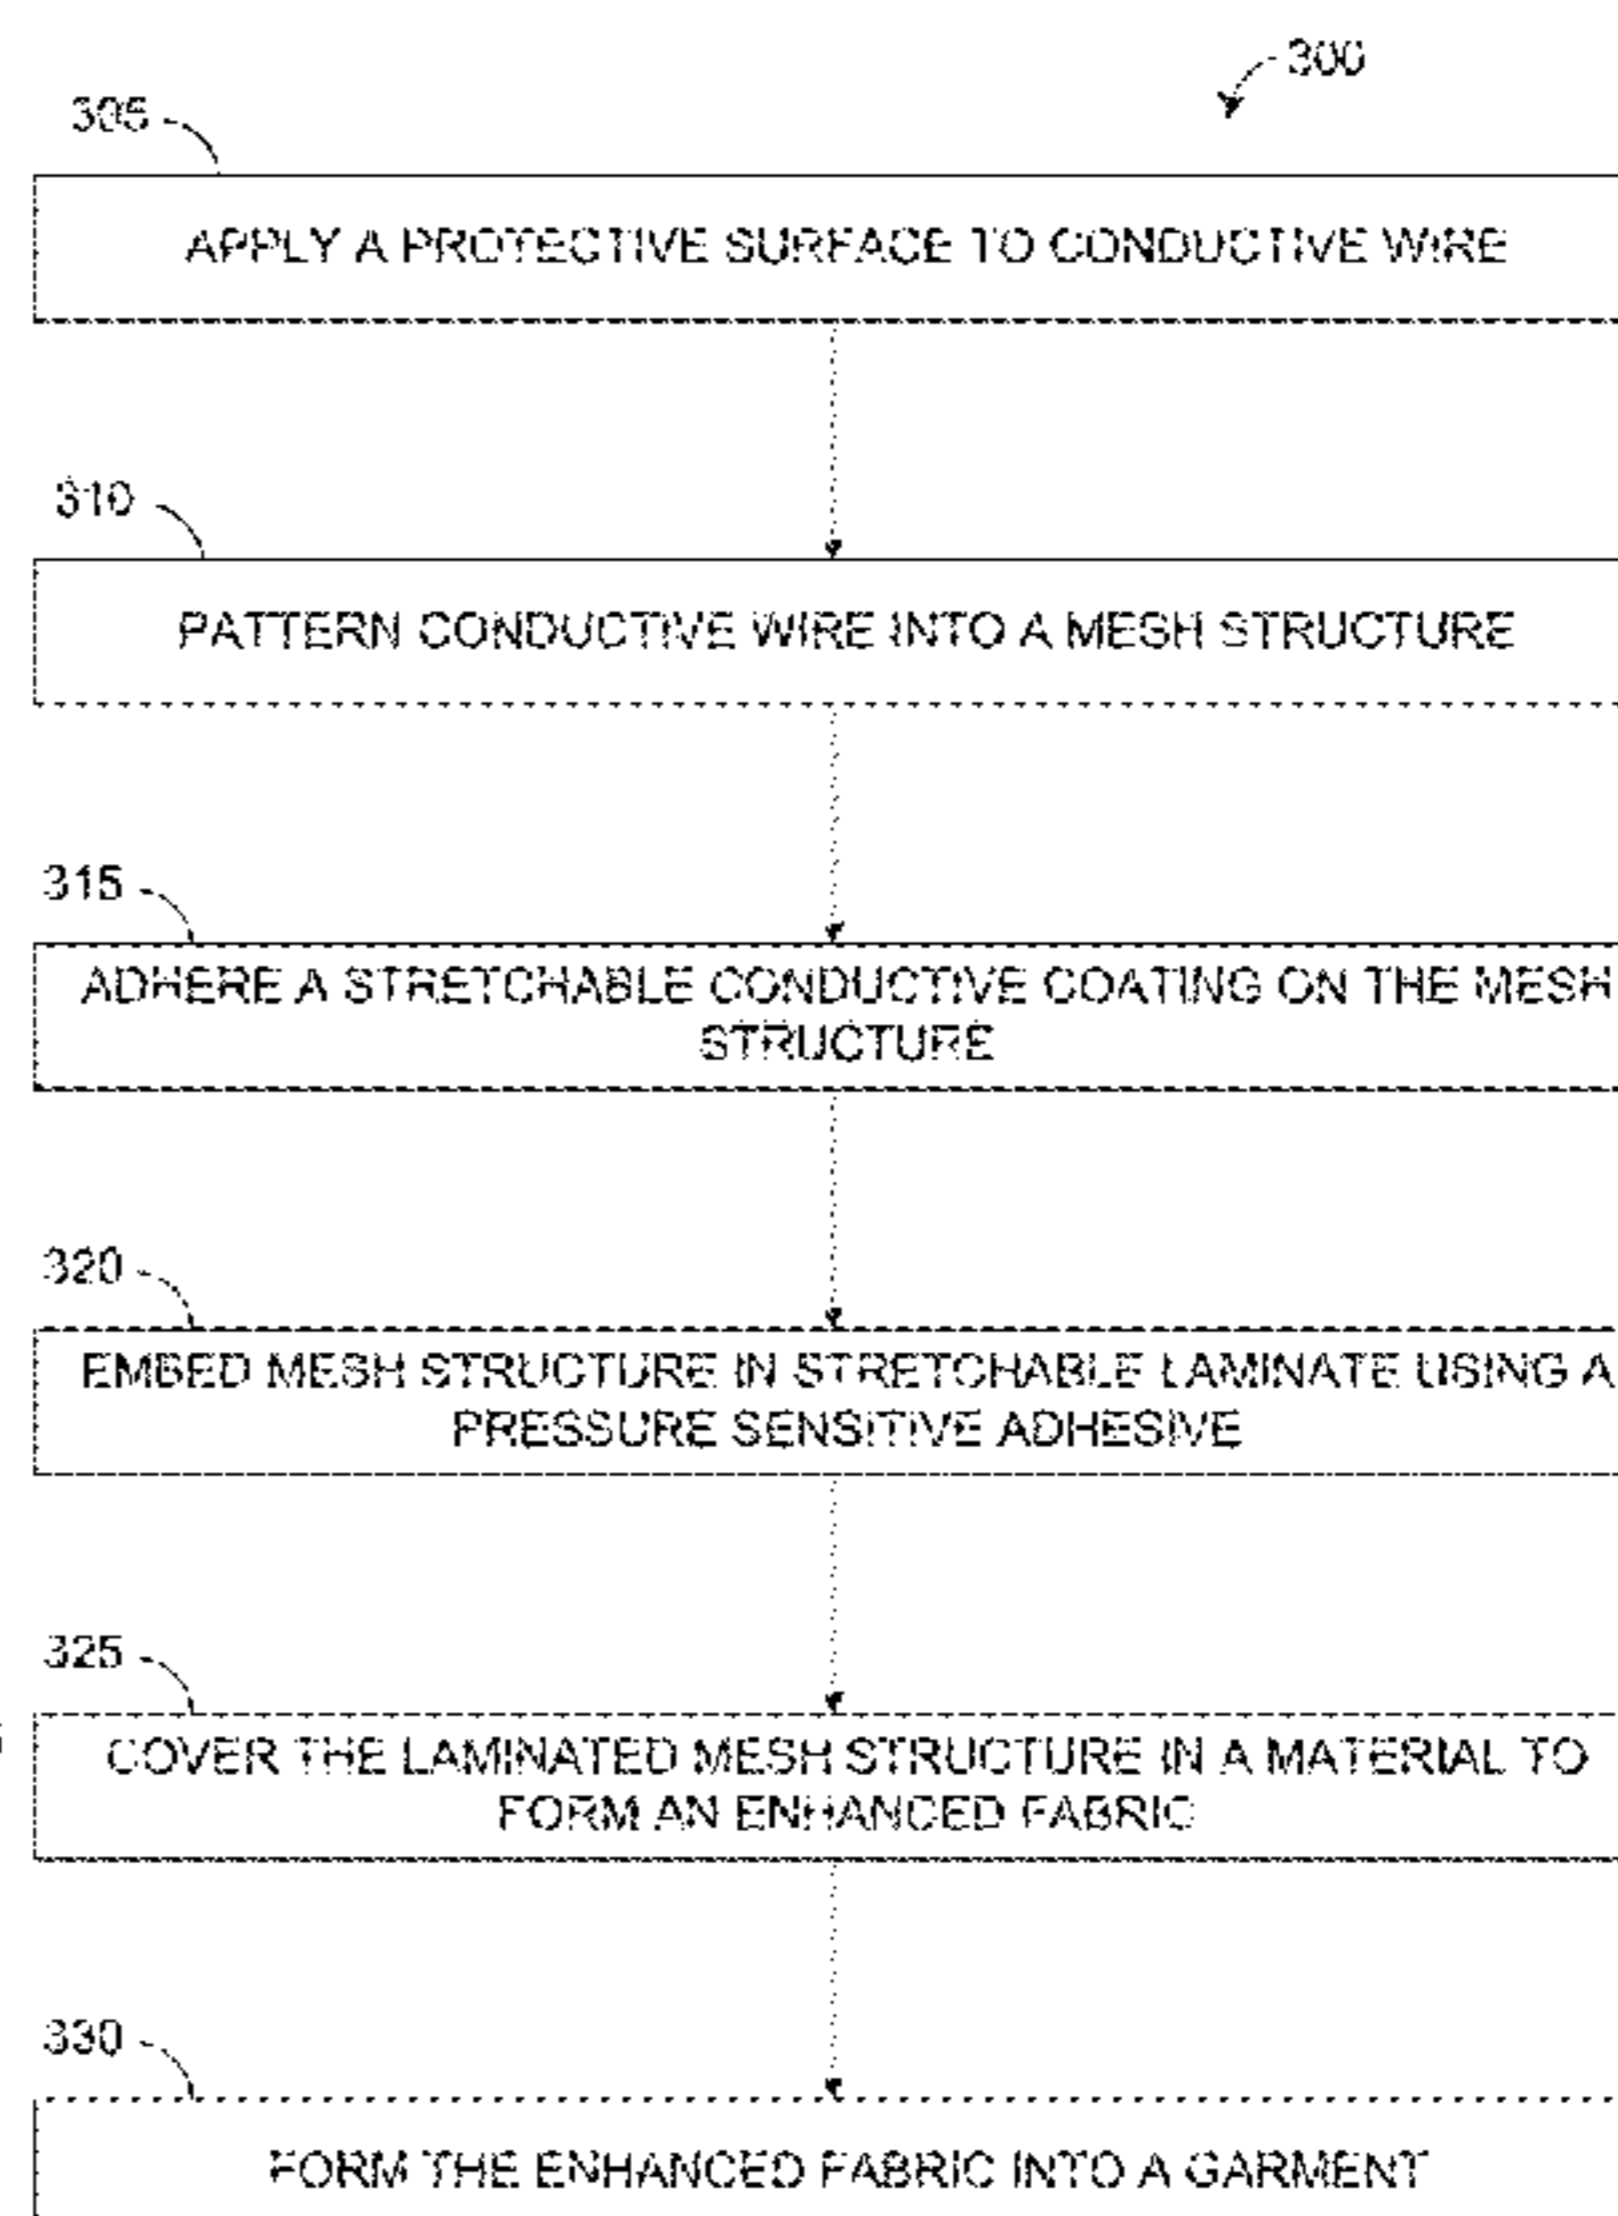 300
305
APPLY A PROTECTIVE SURFACE TO CONDUCTIVE WIRE
310
PATTERN CONDUCTIVE WIRE INTO A MESH STRUCTURE
315
ADHERE A STRETCHABLE CONDUCTIVE COATING ON THE MESH
STRUCTURE
320
EMBED MESH STRUCTURE IN STRETCHABLE LAMINATE USING A
PRESSURE SENSITIVE ADHESIVE
325
COVER THE LAMINATED MESH STRUCTURE IN A MATERIAL TO
FORM AN ENHANCED FABRIC
330
FORM THE ENHANCED FABRIC INTO A GARMENT